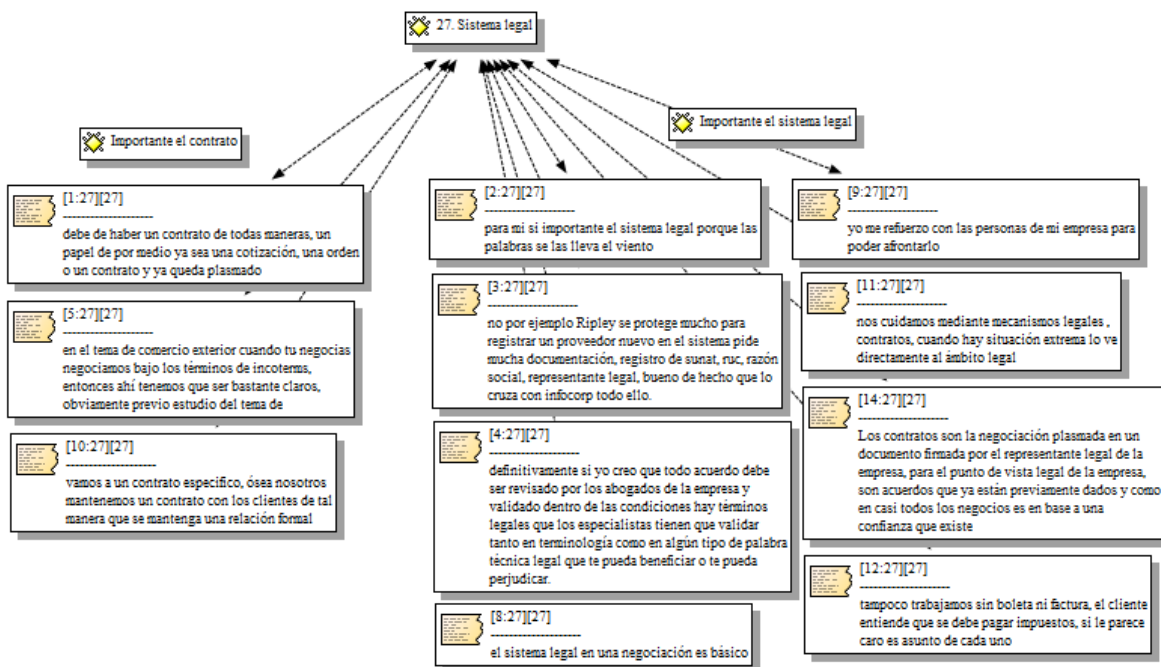 27. Sistema legal
Importante el contrato
Importante el sistema legal
[1:27][27]
--------------------
debe de haber un contrato de todas maneras, un
papel de por medio ya sea una cotización, una orden
o un contrato y ya queda plasmado
[5:27][27]
--------------------
en el tema de comercio exterior cuando tu negocias
negociamos bajo los términos de incoterms,
entonces ahí tenemos que ser bastante claros,
obviamente previo estudio del tema de
[10:27][27]
--------------------
vamos a un contrato especifico, ósea nosotros
mantenemos un contrato con los clientes de tal
manera que se mantenga una relación formal
[2:27][27]
--------------------
para mi si importante el sistema legal porque las
palabras se las lleva el viento
[3:27][27]
--------------------
no por ejemplo Ripley se protege mucho para
registrar un proveedor nuevo en el sistema pide
mucha documentación, registro de sunat, ruc, razón
social, representante legal, bueno de hecho que lo
cruza con infocorp todo ello.
[4:27][27]
--------------------
definitivamente si yo creo que todo acuerdo debe
ser revisado por los abogados de la empresa y
validado dentro de las condiciones hay términos
legales que los especialistas tienen que validar
tanto en terminología como en algún tipo de palabra
técnica legal que te pueda beneficiar o te pueda
perjudicar.
[8:27][27]
--------------------
el sistema legal en una negociación es básico
[9:27][27]
--------------------
yo me refuerzo con las personas de mi empresa para
poder afrontarlo
[11:27][27]
--------------------
nos cuidamos mediante mecanismos legales ,
contratos, cuando hay situación extrema lo ve
directamente al ámbito legal
[14:27][27]
--------------------
Los contratos son la negociación plasmada en un
documento firmada por el representante legal de la
empresa, para el punto de vista legal de la empresa,
son acuerdos que ya están previamente dados y como
en casi todos los negocios es en base a una
confianza que existe
[12:27][27]
--------------------
tampoco trabajamos sin boleta ni factura, el cliente
entiende que se debe pagar impuestos, si le parece
caro es asunto de cada uno